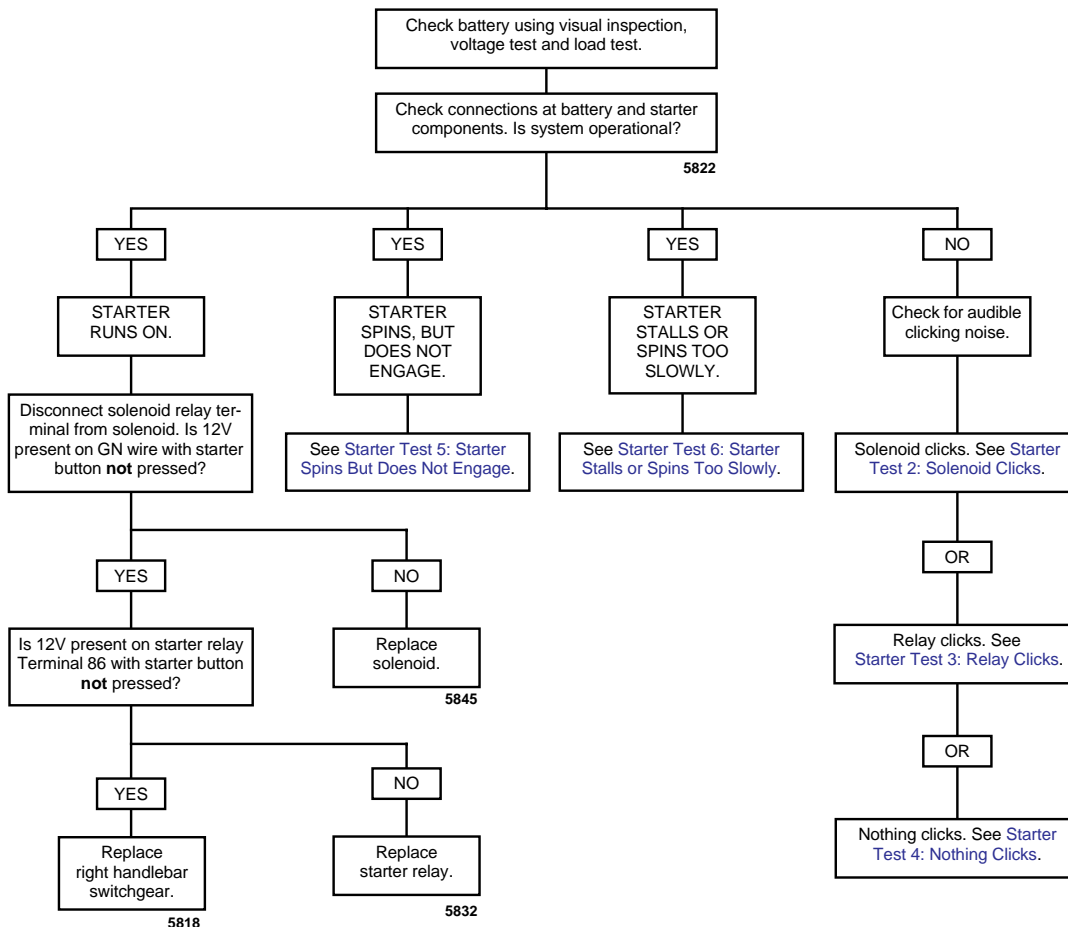 Check battery using visual inspection,
voltage test and load test.
Check connections at battery and starter
components. Is system operational?
5822
YES
YES
YES
NO
STARTER
RUNS ON.
STARTER
SPINS, BUT
DOES NOT
ENGAGE.
STARTER
STALLS OR
SPINS TOO
SLOWLY.
Check for audible
clicking noise.
Disconnect solenoid relay ter-
minal from solenoid. Is 12V
present on GN wire with starter
button not pressed?
See Starter Test 5: Starter
Spins But Does Not Engage.
See Starter Test 6: Starter
Stalls or Spins Too Slowly.
Solenoid clicks. See Starter
Test 2: Solenoid Clicks.
YES
NO
OR
Is 12V present on starter relay
Terminal 86 with starter button
not pressed?
Replace
solenoid.
5845
Relay clicks. See
Starter Test 3: Relay Clicks.
YES
NO
OR
Replace
right handlebar
switchgear.
5818
Replace
starter relay.
5832
Nothing clicks. See Starter
Test 4: Nothing Clicks.